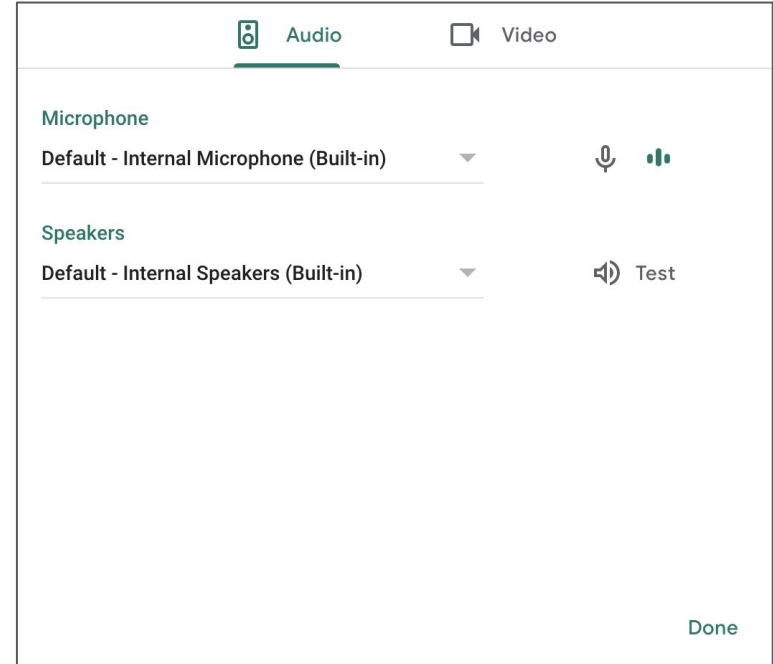 Audio Video
Microphone
Default - Internal Microphone (Built-in)
Speakers
Default - Internal Speakers (Built-in) Test
Done